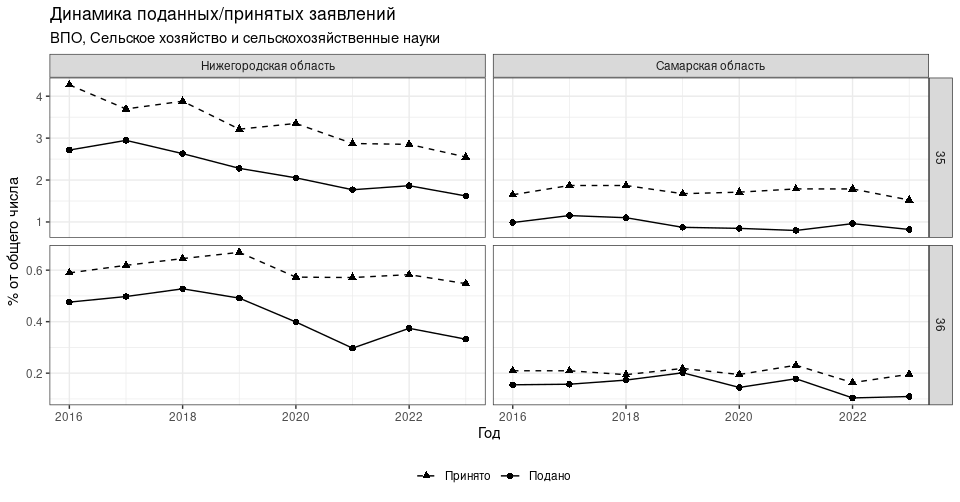 Динамика поданных/принятых заявлений
ВПО, Сельское хозяйство и сельскохозяйственные науки
Нижегородская область
Самарская область
4
3
2
1
35
% от общего числа
0.6
0.4
0.2
36
2016
2018
2020
2022
2016
2018
2020
2022
Год
Принято
Подано